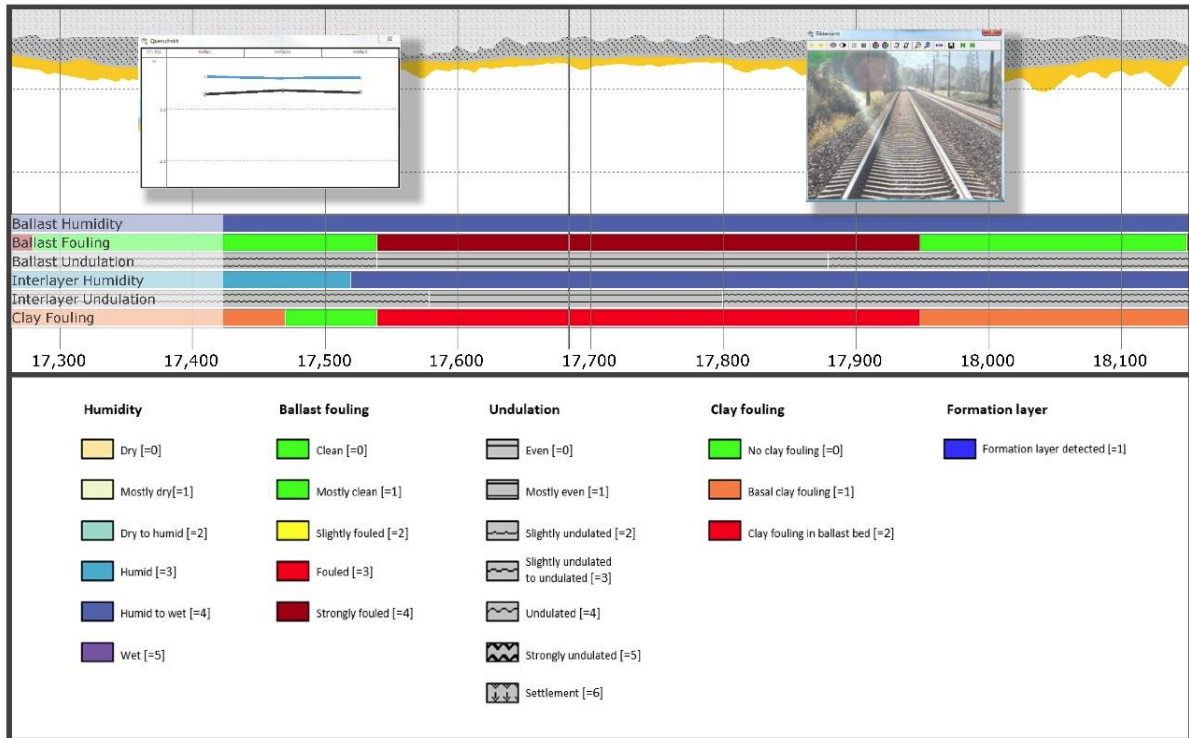 Querschnitt
Ballast Humidity
Ballast Fouling
Ballast Undulation
Interlayer Humidity
Interlayer Undulation
Clay Fouling
17,300 17,400 17,500 17,600 17,700 17,800 17,900 18,000 18,100
Humidity
Dry [=0]
Mostly dry[=1]
Dry to humid [=2]
Humid [=3]
Humid to wet [=4]
Wet [=5]
Ballast fouling
Clean [=0]
Mostly clean [=1]
Slightly fouled [=2]
Fouled [=3]
Strongly fouled [=4]
Undulation
Even [=0]
Mostly even [=1]
Slightly undulated [=2]
Slightly undulated
to undulated [=3]
Undulated [=4]
Strongly undulated [=5]
Settlement [=6]
Clay fouling
No clay fouling [=0]
Basal clay fouling [=1]
Clay fouling in ballast bed [=2]
Formation layer
Formation layer detected [=1]